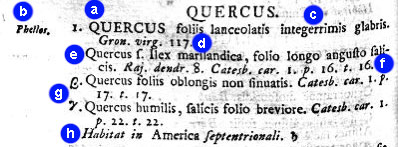 QUERCUS.
b a c
Phellos. 1. QUERCUS foliis lanceolatis integerrimis glabris.
Gron. virg. 117. d
e Quercus ſ. Ilex marilandica, folio longo anguſto ſali-
cis. Raj. dendr. 8. Catesb. car. 1. p. 16. t. 16. f
β. Quercus foliis oblongis non ſinuatis. Catesb. car. 1. p.
g 17. t. 17.
γ. Quercus humilis, ſalicis folio breviore. Catesb. car. 1.
p. 22. t. 22.
h Habitat in America ſeptentrionali. ♄